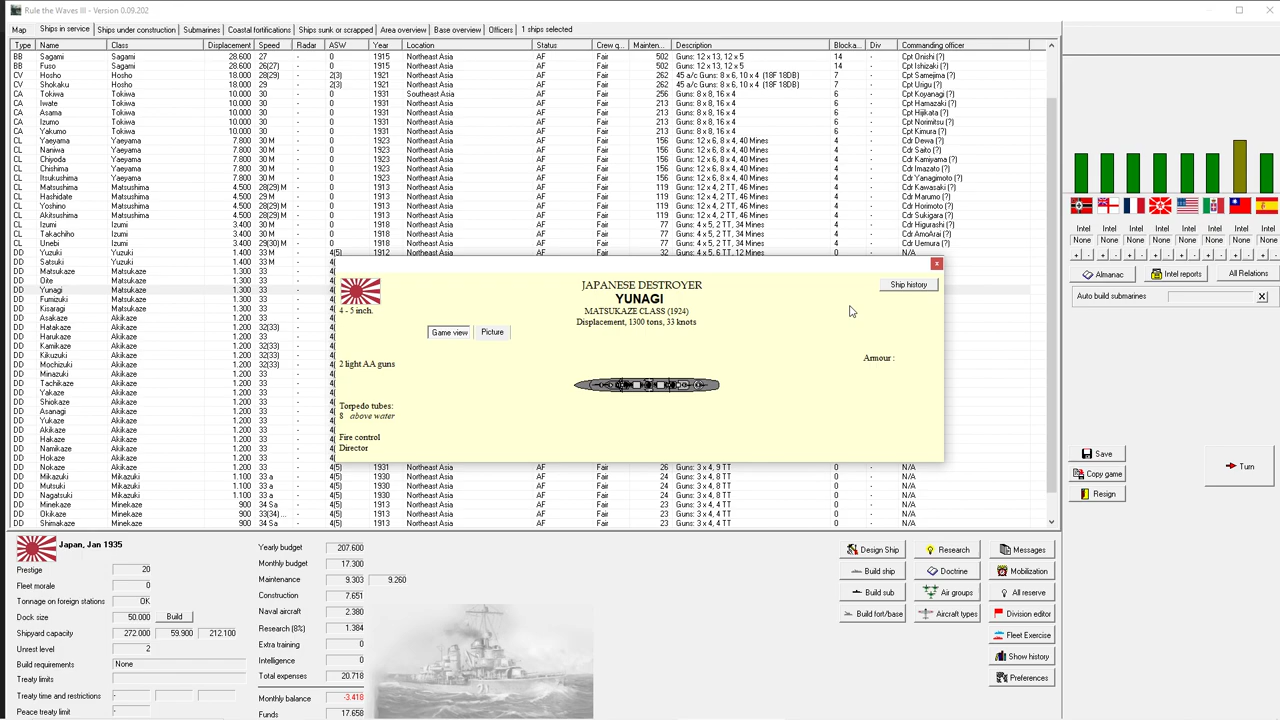 Rule the Waves III - Version 0.09.202
Map Ships in service Ships under construction Submarines Coastal fortifications Ships sunk or scrapped Area overview Base overview Officers 1 ships selected
Type Name Class Displacement Speed Radar ASW Year Location Status Crew q... Mainten... Description Blocka... Div Commanding officer
BB Sagami Sagami 28.600 27 - 0 1915 Northeast Asia AF Fair 502 Guns: 12 x 13, 12 x 5 14 - Cpt Onishi (?)
BB Fuso Sagami 28.600 26(27) - 0 1915 Northeast Asia AF Fair 502 Guns: 12 x 13, 12 x 5 14 - Cpt Ishizaki (?)
CV Hosho Hosho 18.000 28(29) - 2(3) 1921 Northeast Asia AF Fair 262 45 a/c Guns: 8 x 6, 10 x 4 (18F 18DB) 7 - Cpt Samejima (?)
CV Shokaku Hosho 18.000 29 - 2(3) 1921 Northeast Asia AF Fair 262 45 a/c Guns: 8 x 6, 10 x 4 (18F 18DB) 7 - Cpt Urigu (?)
CA Tokiwa Tokiwa 10.000 30 - 0 1931 Southeast Asia AF Fair 256 Guns: 8 x 8, 16 x 4 5 - Cpt Koyanagi (?)
CA Iwate Tokiwa 10.000 30 - 0 1931 Northeast Asia AF Fair 213 Guns: 8 x 8, 16 x 4 5 - Cpt Hamazaki (?)
CA Asama Tokiwa 10.000 30 - 0 1931 Northeast Asia AF Fair 213 Guns: 8 x 8, 16 x 4 5 - Cpt Hijikata (?)
CA Izumo Tokiwa 10.000 30 - 0 1931 Northeast Asia AF Fair 213 Guns: 8 x 8, 16 x 4 5 - Cpt Norimitsu (?)
CA Yakumo Tokiwa 10.000 30 - 0 1931 Northeast Asia AF Fair 213 Guns: 8 x 8, 16 x 4 5 - Cpt Kimura (?)
CL Yaeyama Yaeyama 7.800 30 M - 0 1923 Northeast Asia AF Fair 156 Guns: 12 x 6, 8 x 4, 40 Mines 4 - Cdr Dewa (?)
CL Naniwa Yaeyama 7.800 30 M - 0 1923 Northeast Asia AF Fair 156 Guns: 12 x 6, 8 x 4, 40 Mines 4 - Cdr Saito (?)
CL Chiyoda Yaeyama 7.800 30 M - 0 1923 Northeast Asia AF Fair 156 Guns: 12 x 6, 8 x 4, 40 Mines 4 - Cdr Kamiyama (?)
CL Chishima Yaeyama 7.800 30 M - 0 1923 Northeast Asia AF Fair 156 Guns: 12 x 6, 8 x 4, 40 Mines 4 - Cdr Imazato (?)
CL Itsukushima Yaeyama 7.800 30 M - 0 1923 Northeast Asia AF Fair 156 Guns: 12 x 6, 8 x 4, 40 Mines 4 - Cdr Yanagimoto (?)
CL Matsushima Matsushima 4.500 28(29) M - 0 1913 Northeast Asia AF Fair 119 Guns: 12 x 4, 2 TT, 46 Mines 4 - Cdr Kawasaki (?)
CL Hashidate Matsushima 4.500 29 M - 0 1913 Northeast Asia AF Fair 119 Guns: 12 x 4, 2 TT, 46 Mines 4 - Cdr Marumo (?)
CL Yoshino Matsushima 4.500 28(29) M - 0 1913 Northeast Asia AF Fair 119 Guns: 12 x 4, 2 TT, 46 Mines 4 - Cdr Horimoto (?)
CL Akitsushima Matsushima 4.500 28(29) M - 0 1913 Northeast Asia AF Fair 119 Guns: 12 x 4, 2 TT, 46 Mines 4 - Cdr Sukigara (?)
CL Izumi Izumi 3.400 28(29) M - 0 1912 Northeast Asia AF Fair 77 Guns: 4 x 5, 2 TT, 34 Mines 4 - Cdr Higurashi (?)
CL Takachiho Izumi 3.400 29 M - 0 1912 Northeast Asia AF Fair 77 Guns: 4 x 5, 2 TT, 34 Mines 4 - Cdr AmoArai (?)
CL Unebi Izumi 3.400 29(30) M - 0 1912 Northeast Asia AF Fair 77 Guns: 4 x 5, 2 TT, 34 Mines 4 - Cdr Uemura (?)
DD Yuzuki Yuzuki 1.400 33 M - 4(5) 1912 Northeast Asia AF Fair 32 Guns: 4 x 5, 6 TT, 12 Mines 0 - N/A
DD Satsuki Yuzuki 1.400 33 M -
DD Matsukaze Matsukaze 1.300 33 -
DD Oite Matsukaze 1.300 33 -
DD Yunagi Matsukaze 1.300 33 -
DD Fumizuki Matsukaze 1.300 33 -
DD Kisaragi Matsukaze 1.300 33 -
DD Asakaze Akikaze 1.200 33 -
DD Hatakaze Akikaze 1.200 32(33) -
DD Harukaze Akikaze 1.200 33 -
DD Kamikaze Akikaze 1.200 32(33) -
DD Kikuzuki Akikaze 1.200 32(33) -
DD Mochizuki Akikaze 1.200 32(33) -
DD Minazuki Akikaze 1.200 33 -
DD Tachikaze Akikaze 1.200 33 -
DD Yakaze Akikaze 1.200 33 -
DD Shiokaze Akikaze 1.200 33 -
DD Asanagi Akikaze 1.200 33 -
DD Yukaze Akikaze 1.200 33 -
DD Akikaze Akikaze 1.200 33 -
DD Hakaze Akikaze 1.200 33 -
DD Namikaze Akikaze 1.200 33 -
DD Hokaze Akikaze 1.200 33 -
DD Nokaze Akikaze 1.200 33 - 4(5) 1931 Northeast Asia AF Fair 26 Guns: 3 x 4, 9 TT 0 - N/A
DD Mikazuki Mikazuki 1.100 33 a - 4(5) 1930 Northeast Asia AF Fair 24 Guns: 3 x 4, 8 TT 0 - N/A
DD Mutsuki Mikazuki 1.100 33 a - 4(5) 1930 Northeast Asia AF Fair 24 Guns: 3 x 4, 8 TT 0 - N/A
DD Nagatsuki Mikazuki 1.100 33 a - 4(5) 1930 Northeast Asia AF Fair 24 Guns: 3 x 4, 8 TT 0 - N/A
DD Minekaze Minekaze 900 34 Sa - 4(5) 1930 Northeast Asia AF Fair 23 Guns: 3 x 4, 4 TT 0 - N/A
DD Okikaze Minekaze 900 33(34) ... - 4(5) 1930 Northeast Asia AF Fair 23 Guns: 3 x 4, 4 TT 0 - N/A
DD Shimakaze Minekaze 900 34 Sa - 4(5) 1930 Northeast Asia AF Fair 23 Guns: 3 x 4, 4 TT 0 - N/A
JAPANESE DESTROYER
YUNAGI
MATSUKAZE CLASS (1924)
Displacement, 1300 tons, 33 knots
Ship history
4 - 5 inch.
Game view Picture
Armour :
2 light AA guns
Torpedo tubes:
8 above water
Fire control
Director
Intel Intel Intel Intel Intel Intel Intel Intel
None None None None None None None None
+ - + - + - + - + - + - + - + -
Almanac Intel reports All Relations
Auto build submarines X
Save
Copy game
Resign
Turn
Japan, Jan 1935
Prestige 20
Fleet morale 0
Tonnage on foreign stations OK
Dock size 50.000 Build
Shipyard capacity 272.000 59.900 212.100
Unrest level 2
Build requirements None
Treaty limits
Treaty time and restrictions -
Peace treaty limit -
Yearly budget 207.600
Monthly budget 17.300
Maintenance 9.303 9.260
Construction 7.651
Naval aircraft 2.380
Research (8%) 1.384
Extra training 0
Intelligence 0
Total expenses 20.718
Monthly balance -3.418
Funds 17.658
Design Ship Research Messages
Build ship Doctrine Mobilization
Build sub Air groups All reserve
Build fort/base Aircraft types Division editor
Fleet Exercise
Show history
Preferences